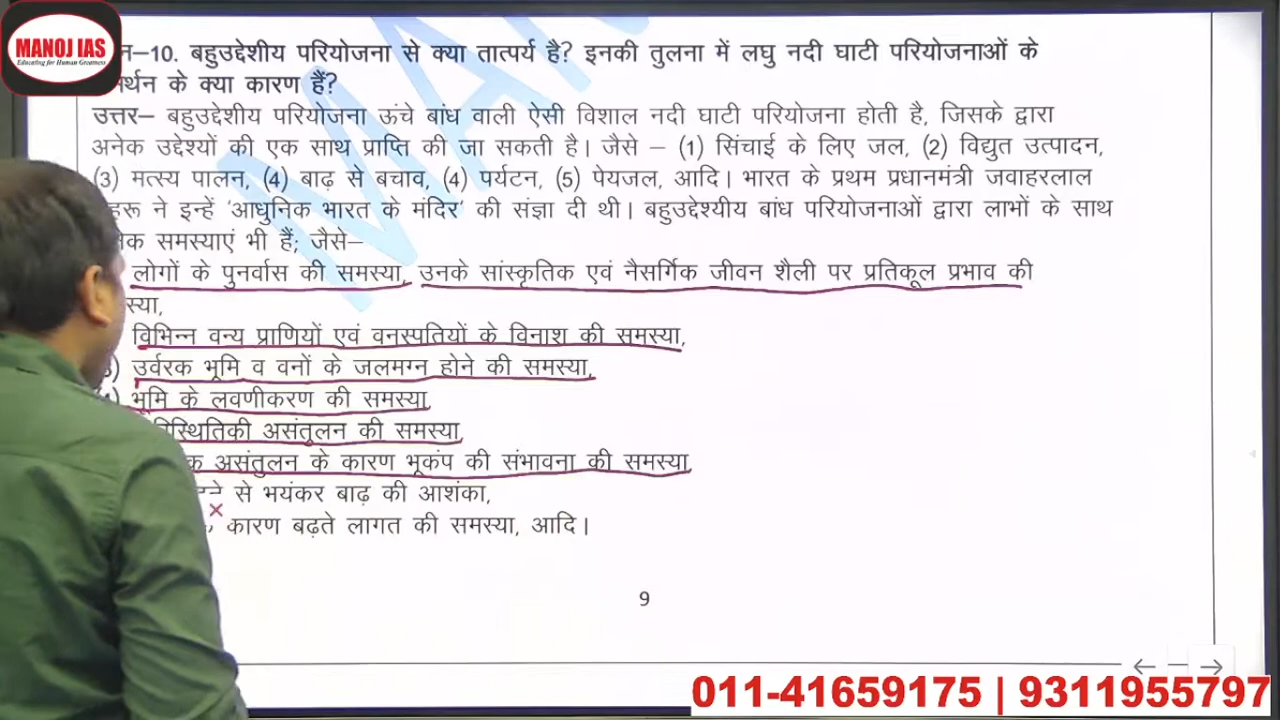 MANOJ IAS
Educating for Human Greatness
न–10. बहुउद्देशीय परियोजना से क्या तात्पर्य है? इनकी तुलना में लघु नदी घाटी परियोजनाओं के
र्थन के क्या कारण हैं?
उत्तर– बहुउद्देशीय परियोजना ऊंचे बांध वाली ऐसी विशाल नदी घाटी परियोजना होती है, जिसके द्वारा
अनेक उद्देश्यों की एक साथ प्राप्ति की जा सकती है। जैसे – (1) सिंचाई के लिए जल, (2) विद्युत उत्पादन,
(3) मत्स्य पालन, (4) बाढ़ से बचाव, (4) पर्यटन, (5) पेयजल, आदि। भारत के प्रथम प्रधानमंत्री जवाहरलाल
हरू ने इन्हें 'आधुनिक भारत के मंदिर' की संज्ञा दी थी। बहुउद्देश्यीय बांध परियोजनाओं द्वारा लाभों के साथ
क समस्याएं भी हैं; जैसे–
लोगों के पुनर्वास की समस्या, उनके सांस्कृतिक एवं नैसर्गिक जीवन शैली पर प्रतिकूल प्रभाव की
स्या,
विभिन्न वन्य प्राणियों एवं वनस्पतियों के विनाश की समस्या,
उर्वरक भूमि व वनों के जलमग्न होने की समस्या,
भूमि के लवणीकरण की समस्या,
स्थितिकी असंतुलन की समस्या,
क असंतुलन के कारण भूकंप की संभावना की समस्या
से भयंकर बाढ़ की आशंका,
कारण बढ़ते लागत की समस्या, आदि।
9
011-41659175 | 9311955797